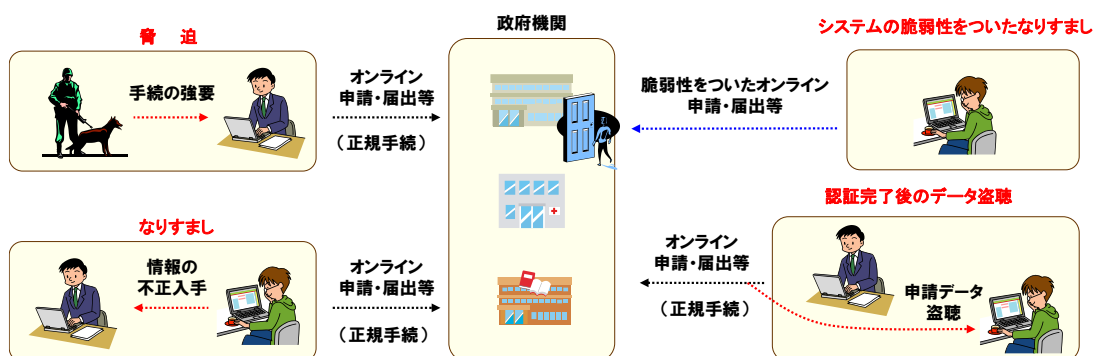 政府機関
脅 迫
手続の強要
オンライン
申請・届出等
(正規手続)
システムの脆弱性をついたなりすまし
脆弱性をついたオンライン
申請・届出等
なりすまし
情報の
不正入手
オンライン
申請・届出等
(正規手続)
認証完了後のデータ盗聴
オンライン
申請・届出等
(正規手続)
申請データ
盗聴